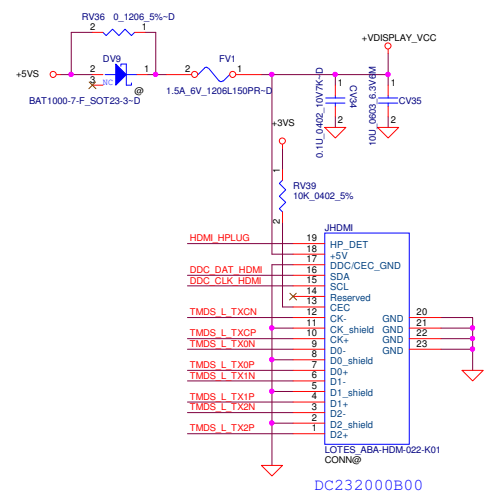 RV36 0_1206_5%~D
2 1
+VDISPLAY_VCC
DV9 FV1
+5VS 2 1 2 1
3 NC
@
BAT1000-7-F_SOT23-3~D
1.5A_6V_1206L150PR~D
1 1
CV34
CV35
2 2
0.1U_0402_10V7K~D
10U_0603_6.3V6M
+3VS
1
RV39
10K_0402_5%
2
JHDMI
HDMI_HPLUG 19 HP_DET
18 +5V
17 DDC/CEC_GND
DDC_DAT_HDMI 16 SDA
DDC_CLK_HDMI 15 SCL
14 Reserved
13 CEC
TMDS_L_TXCN 12 CK- GND 20
11 CK_shield GND 21
TMDS_L_TXCP 10 CK+ GND 22
TMDS_L_TX0N 9 D0- GND 23
8 D0_shield
TMDS_L_TX0P 7 D0+
TMDS_L_TX1N 6 D1-
5 D1_shield
TMDS_L_TX1P 4 D1+
TMDS_L_TX2N 3 D2-
2 D2_shield
TMDS_L_TX2P 1 D2+
LOTES_ABA-HDM-022-K01
CONN@
DC232000B00